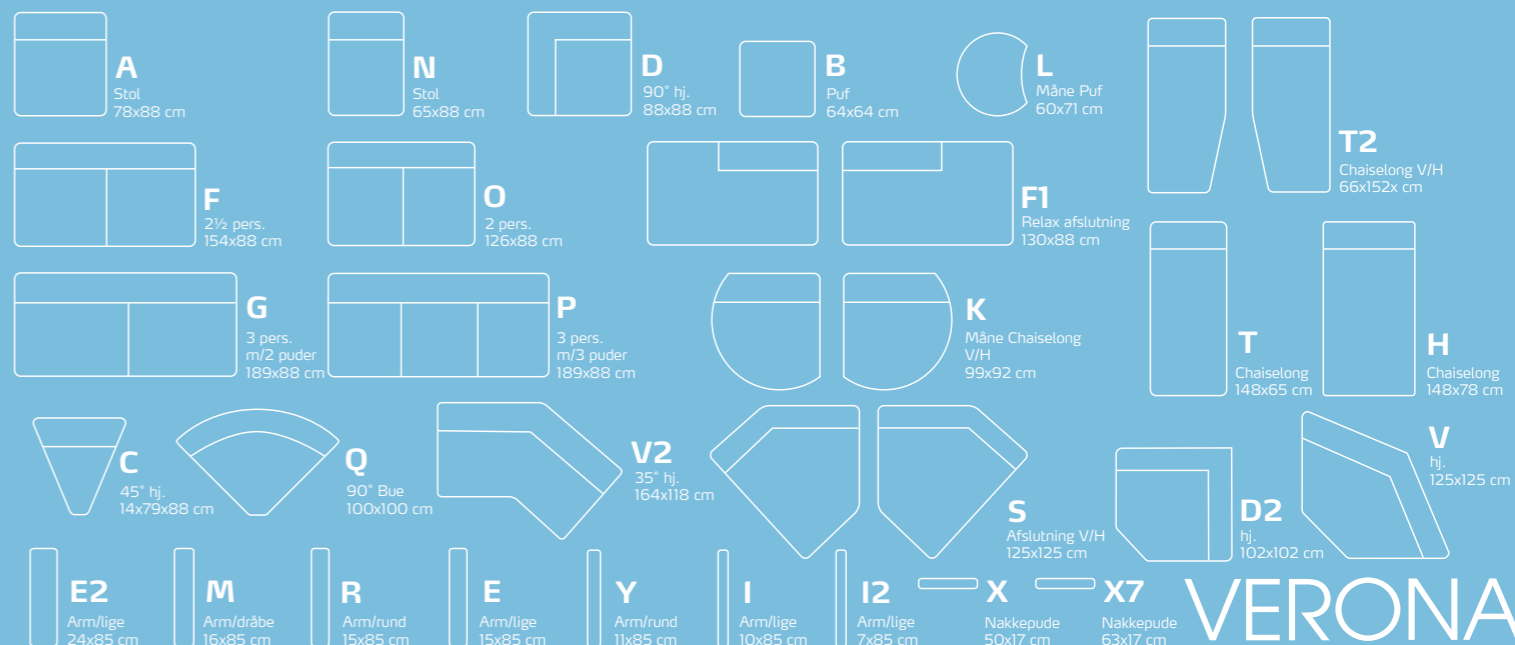 A
Stol
78x88 cm
N
Stol
65x88 cm
D
90° hj.
88x88 cm
B
Puf
64x64 cm
L
Måne Puf
60x71 cm
T2
Chaiselong V/H
66x152x cm
F
2½ pers.
154x88 cm
O
2 pers.
126x88 cm
F1
Relax afslutning
130x88 cm
G
3 pers.
m/2 puder
189x88 cm
P
3 pers.
m/3 puder
189x88 cm
K
Måne Chaiselong
V/H
99x92 cm
T
Chaiselong
148x65 cm
H
Chaiselong
148x78 cm
C
45° hj.
14x79x88 cm
Q
90° Bue
100x100 cm
V2
35° hj.
164x118 cm
S
Afslutning V/H
125x125 cm
D2
hj.
102x102 cm
V
hj.
125x125 cm
E2
Arm/lige
24x85 cm
M
Arm/dråbe
16x85 cm
R
Arm/rund
15x85 cm
E
Arm/lige
15x85 cm
Y
Arm/rund
11x85 cm
I
Arm/lige
10x85 cm
I2
Arm/lige
7x85 cm
X
Nakkepude
50x17 cm
X7
Nakkepude
63x17 cm
VERONA